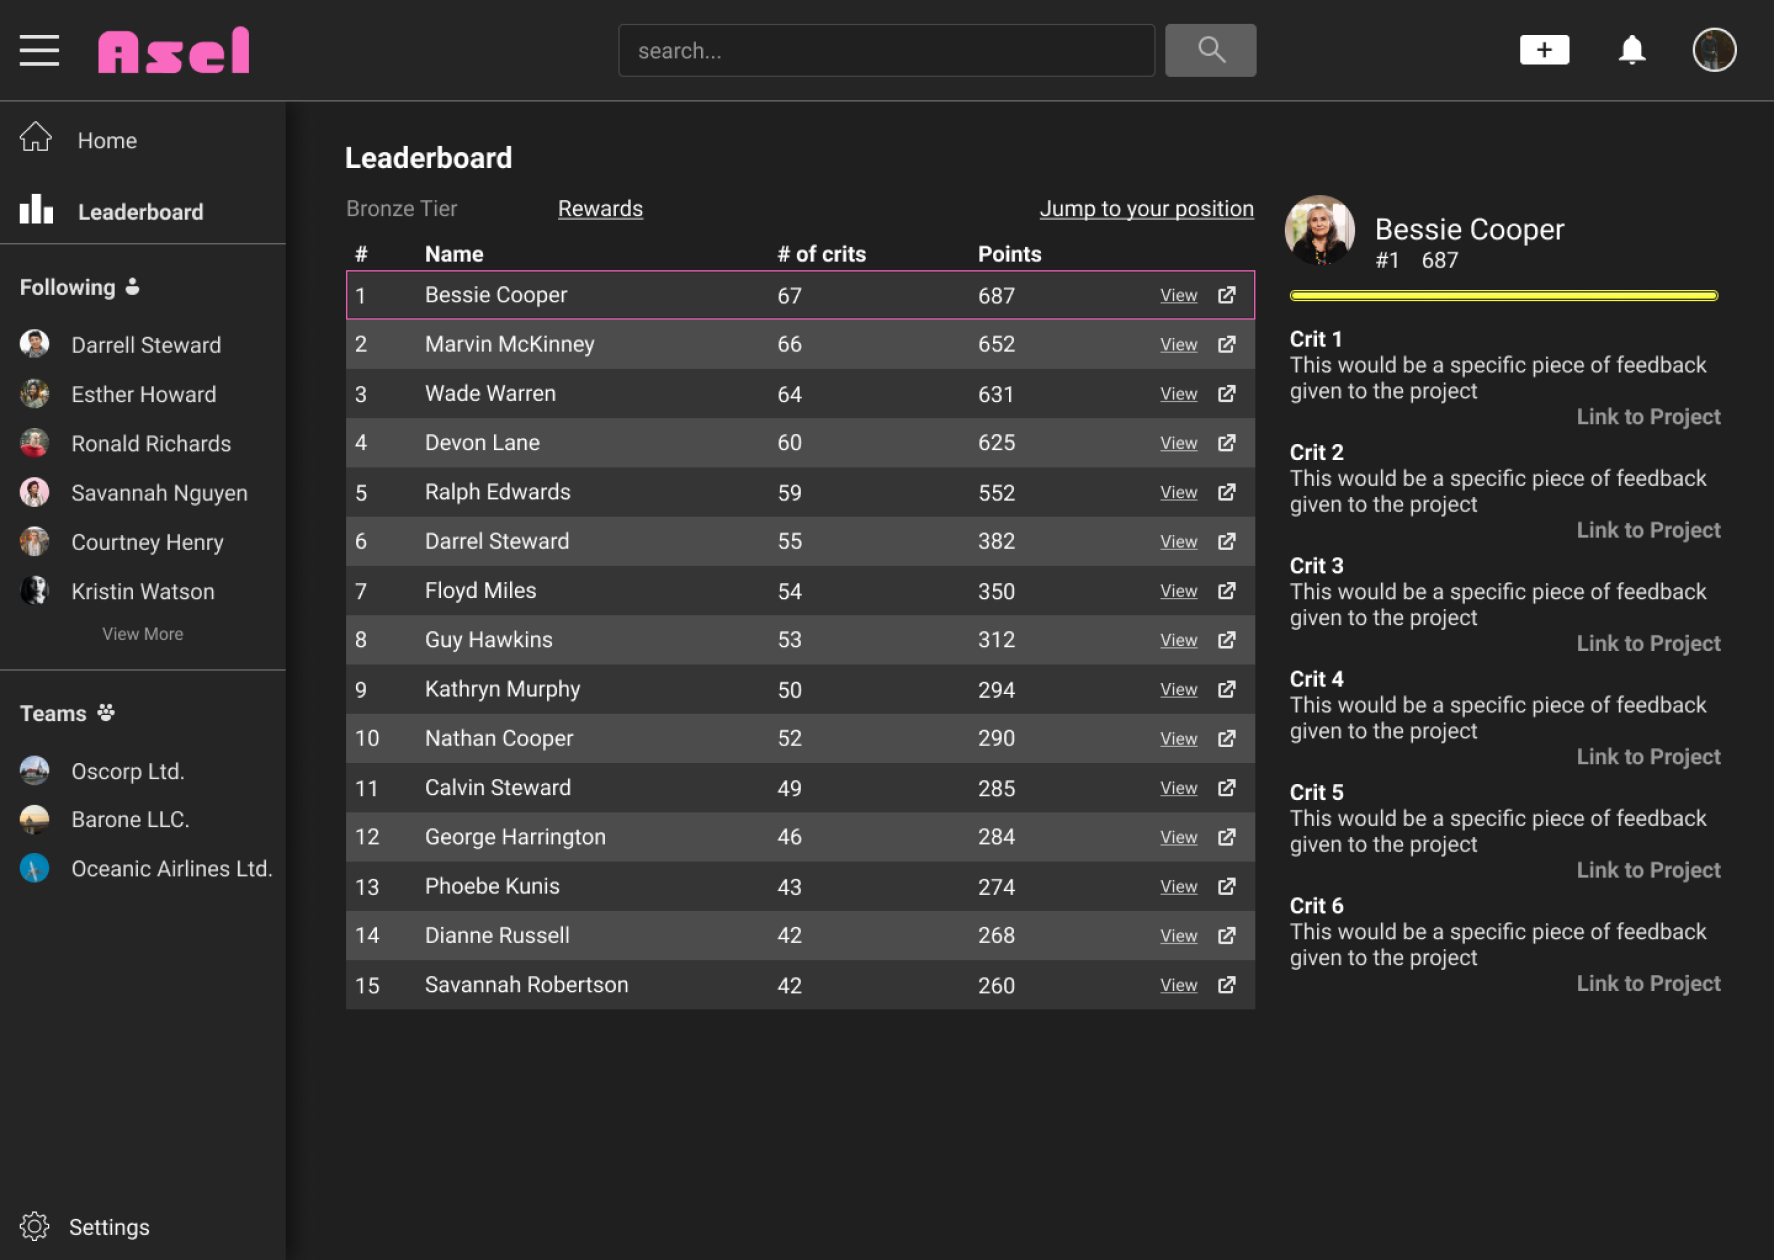 Asel
search...
Home
Leaderboard
Following
Darrell Steward
Esther Howard
Ronald Richards
Savannah Nguyen
Courtney Henry
Kristin Watson
View More
Teams
Oscorp Ltd.
Barone LLC.
Oceanic Airlines Ltd.
Settings
Leaderboard
Bronze Tier Rewards Jump to your position
# Name # of crits Points
1 Bessie Cooper 67 687 View
2 Marvin McKinney 66 652 View
3 Wade Warren 64 631 View
4 Devon Lane 60 625 View
5 Ralph Edwards 59 552 View
6 Darrel Steward 55 382 View
7 Floyd Miles 54 350 View
8 Guy Hawkins 53 312 View
9 Kathryn Murphy 50 294 View
10 Nathan Cooper 52 290 View
11 Calvin Steward 49 285 View
12 George Harrington 46 284 View
13 Phoebe Kunis 43 274 View
14 Dianne Russell 42 268 View
15 Savannah Robertson 42 260 View
Bessie Cooper
#1 687
Crit 1
This would be a specific piece of feedback
given to the project
Link to Project
Crit 2
This would be a specific piece of feedback
given to the project
Link to Project
Crit 3
This would be a specific piece of feedback
given to the project
Link to Project
Crit 4
This would be a specific piece of feedback
given to the project
Link to Project
Crit 5
This would be a specific piece of feedback
given to the project
Link to Project
Crit 6
This would be a specific piece of feedback
given to the project
Link to Project